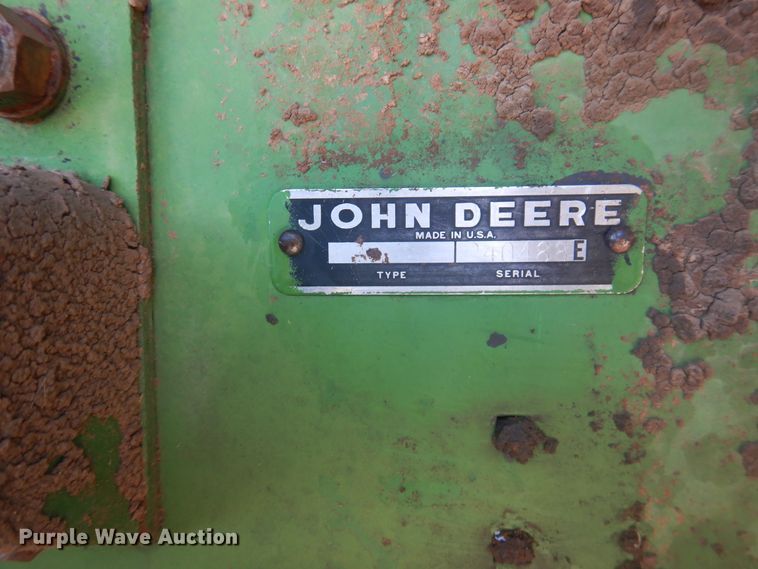 JOHN DEERE
MADE IN U.S.A.
E
TYPE SERIAL
Purple Wave Auction